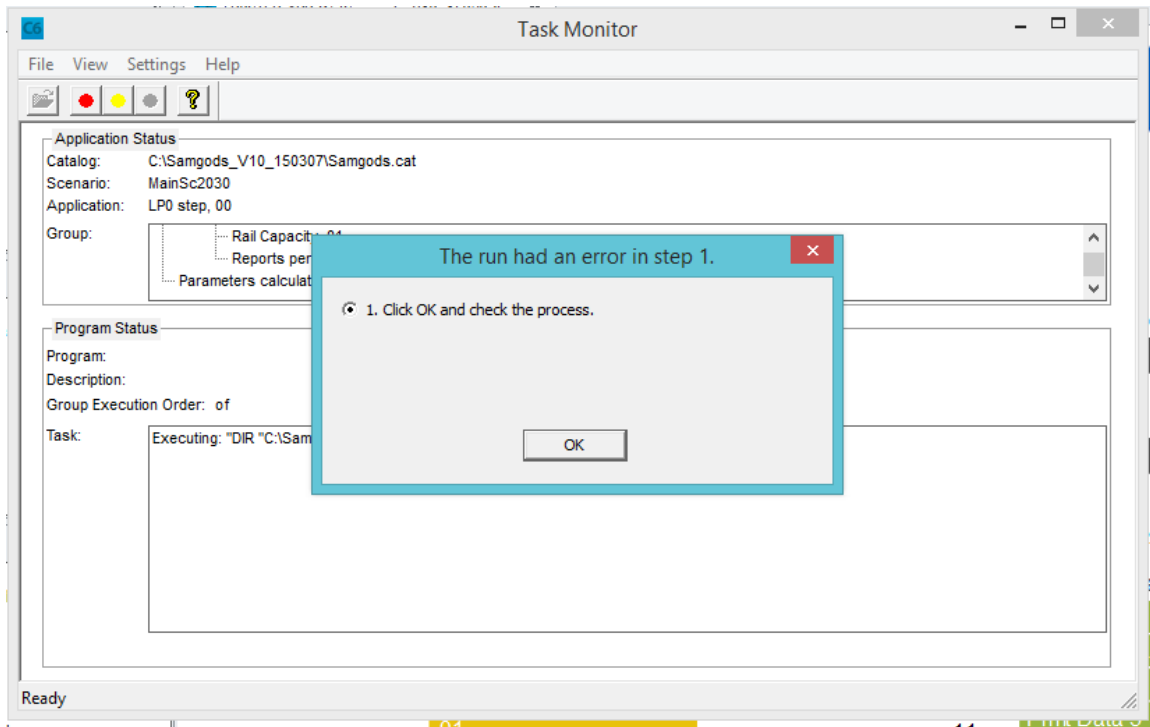 C6 Task Monitor
File View Settings Help
Application Status
Catalog: C:\Samgods_V10_150307\Samgods.cat
Scenario: MainSc2030
Application: LP0 step, 00
Group:
Rail Capacity
Reports per
Parameters calculat
The run had an error in step 1.
1. Click OK and check the process.
OK
Program Status
Program:
Description:
Group Execution Order: of
Task: Executing: "DIR "C:\Sam
Ready